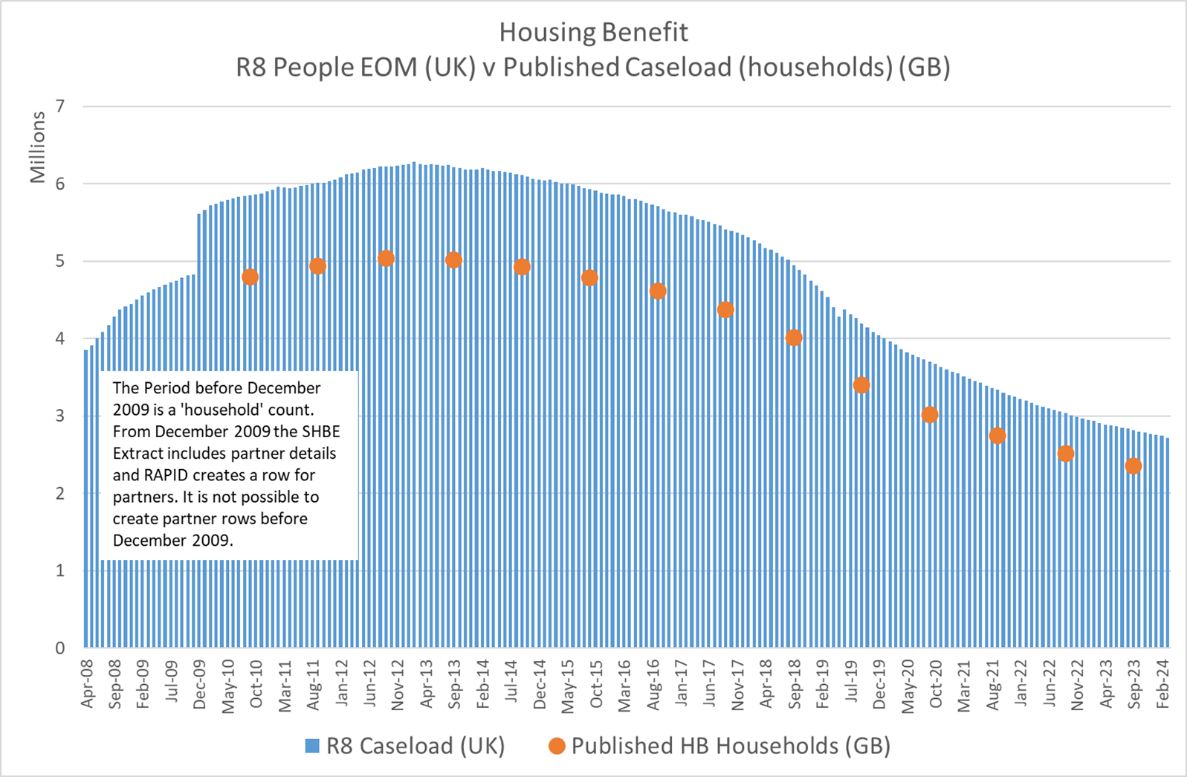 Housing Benefit
R8 People EOM (UK) v Published Caseload (households) (GB)
Millions
7
6
5
4
3
2
1
0
The Period before December
2009 is a 'household' count.
From December 2009 the SHBE
Extract includes partner details
and RAPID creates a row for
partners. It is not possible to
create partner rows before
December 2009.
Apr-08
Sep-08
Feb-09
Jul-09
Dec-09
May-10
Oct-10
Mar-11
Aug-11
Jan-12
Jun-12
Nov-12
Apr-13
Sep-13
Feb-14
Jul-14
Dec-14
May-15
Oct-15
Mar-16
Aug-16
Jan-17
Jun-17
Nov-17
Apr-18
Sep-18
Feb-19
Jul-19
Dec-19
May-20
Oct-20
Mar-21
Aug-21
Jan-22
Jun-22
Nov-22
Apr-23
Sep-23
Feb-24
R8 Caseload (UK)
Published HB Households (GB)